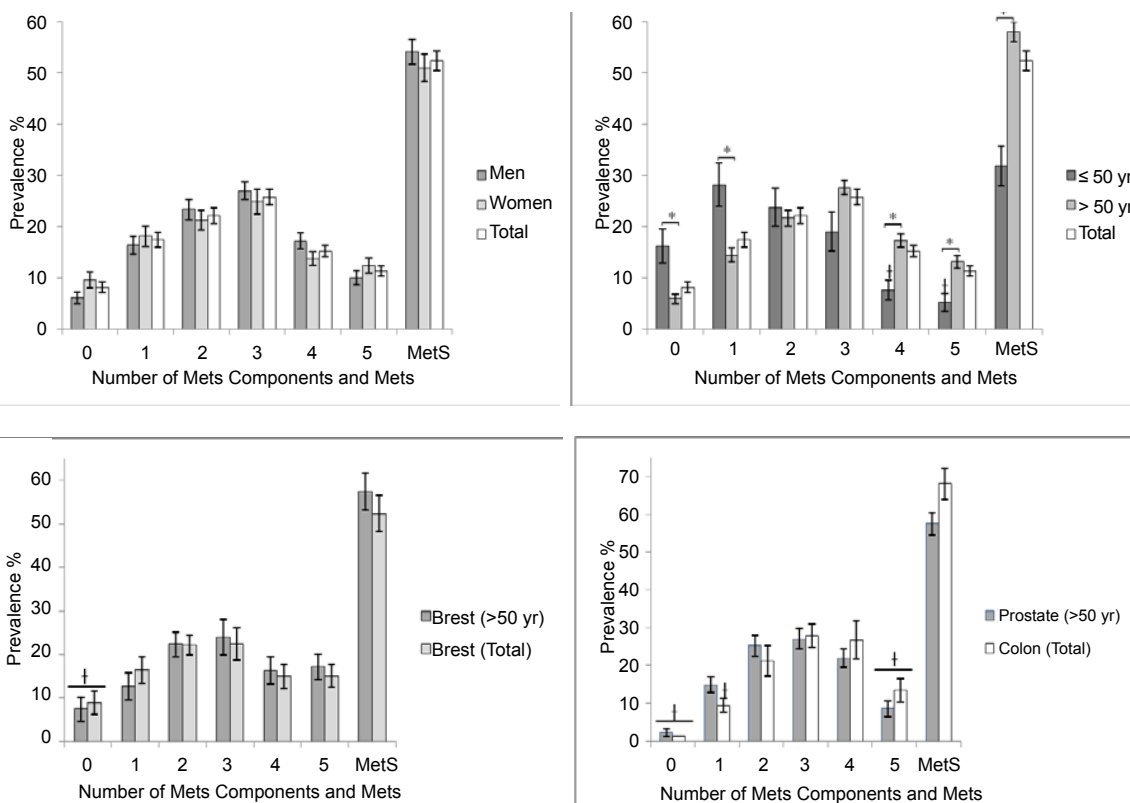 60
50
40
30
20
10
0
Prevalence %
0 1 2 3 4 5 MetS
Number of Mets Components and Mets
Men
Women
Total
60
50
40
30
20
10
0
Prevalence %
* * * * *
‡ ‡
0 1 2 3 4 5 MetS
Number of Mets Components and Mets
≤ 50 yr
> 50 yr
Total
60
50
40
30
20
10
0
Prevalence %
‡
0 1 2 3 4 5 MetS
Number of Mets Components and Mets
Brest (>50 yr)
Brest (Total)
70
60
50
40
30
20
10
0
Prevalence %
0 1 2 3 4 5 MetS
Number of Mets Components and Mets
Prostate (>50 yr)
Colon (Total)